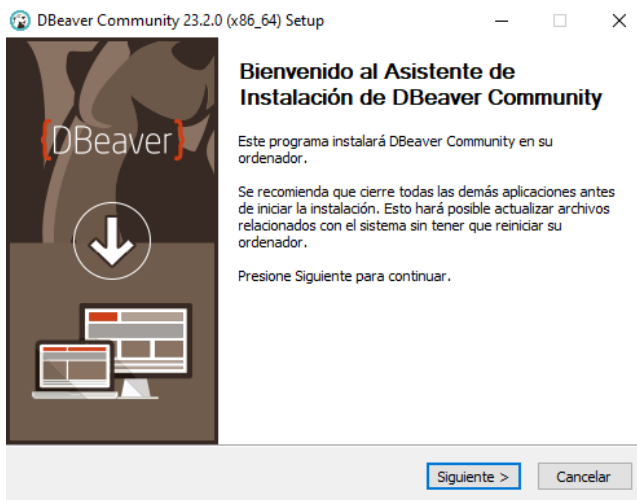 DBeaver Community 23.2.0 (x86_64) Setup
{DBeaver}
Bienvenido al Asistente de
Instalación de DBeaver Community
Este programa instalará DBeaver Community en su
ordenador.
Se recomienda que cierre todas las demás aplicaciones antes
de iniciar la instalación. Esto hará posible actualizar archivos
relacionados con el sistema sin tener que reiniciar su
ordenador.
Presione Siguiente para continuar.
Siguiente >
Cancelar